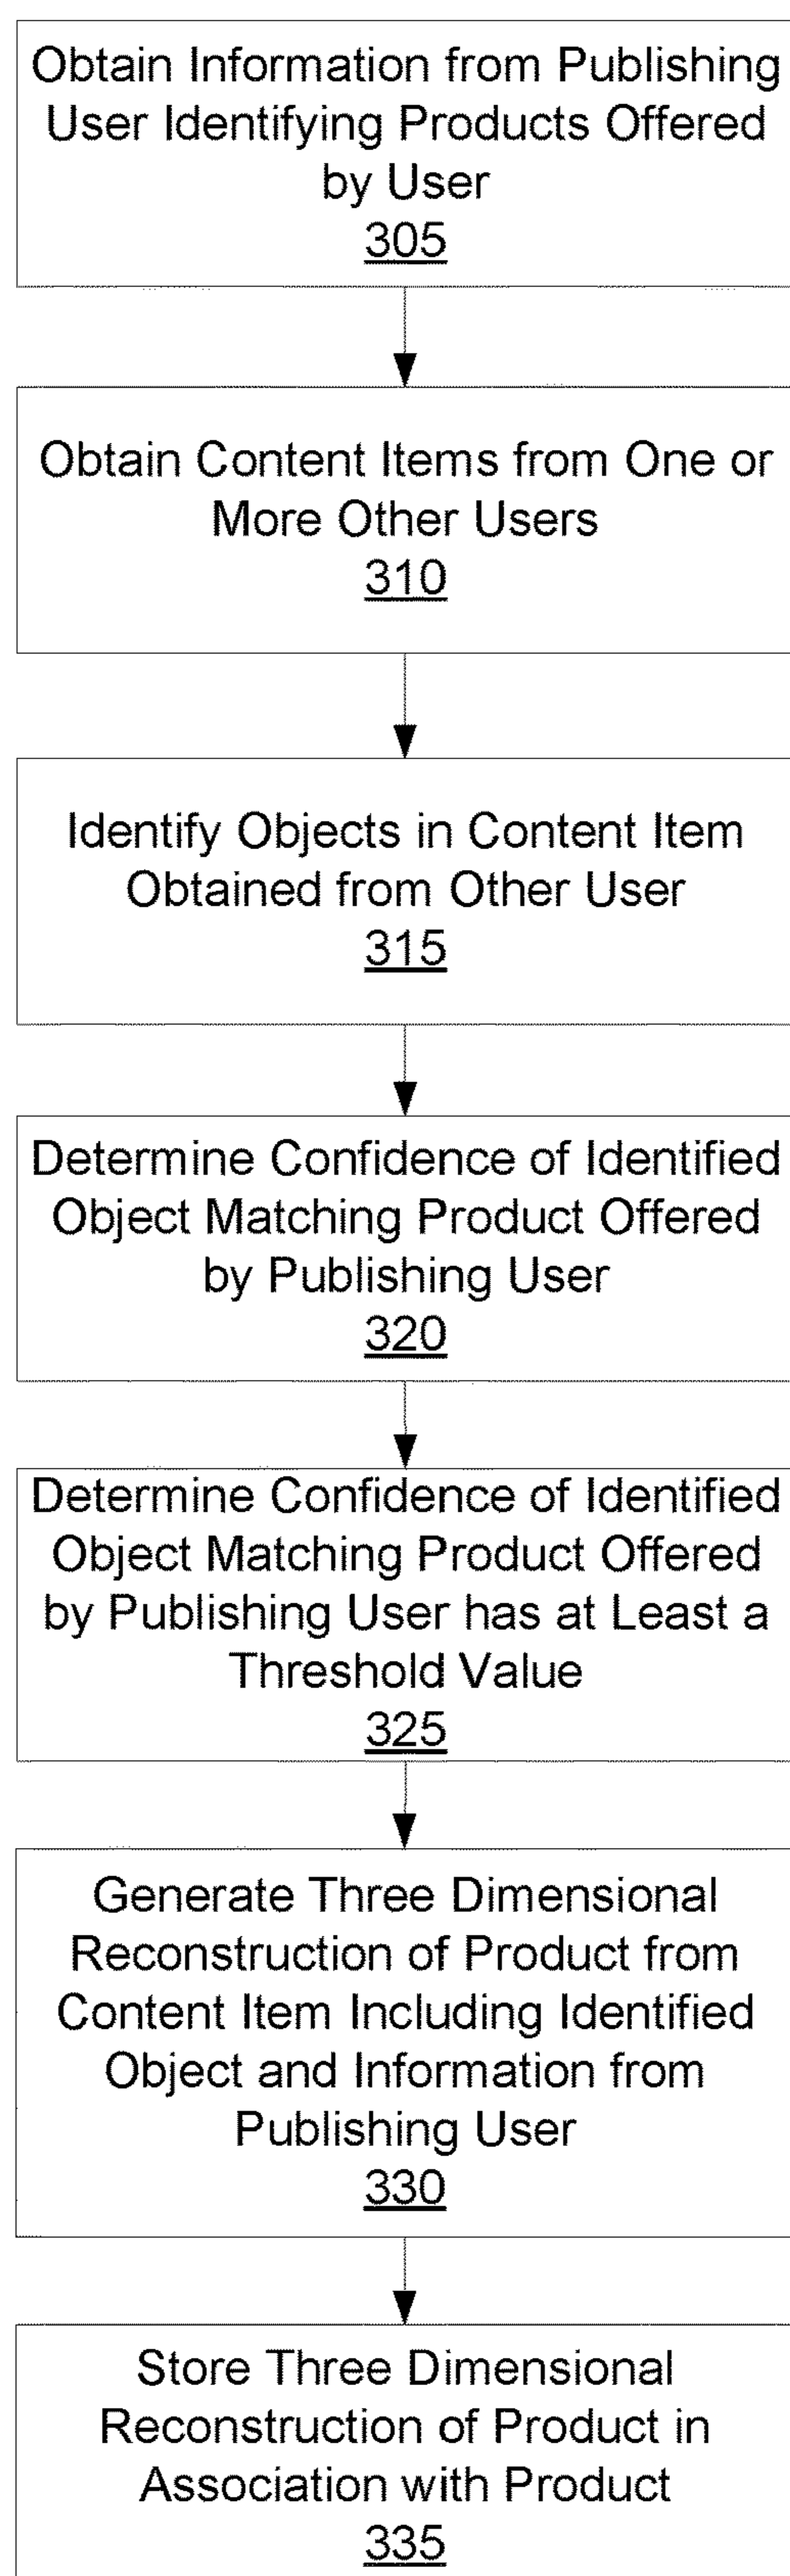 Obtain Information from Publishing
User Identifying Products Offered
by User
305
Obtain Content Items from One or
More Other Users
310
Identify Objects in Content Item
Obtained from Other User
315
Determine Confidence of Identified
Object Matching Product Offered
by Publishing User
320
Determine Confidence of Identified
Object Matching Product Offered
by Publishing User has at Least a
Threshold Value
325
Generate Three Dimensional
Reconstruction of Product from
Content Item Including Identified
Object and Information from
Publishing User
330
Store Three Dimensional
Reconstruction of Product in
Association with Product
335